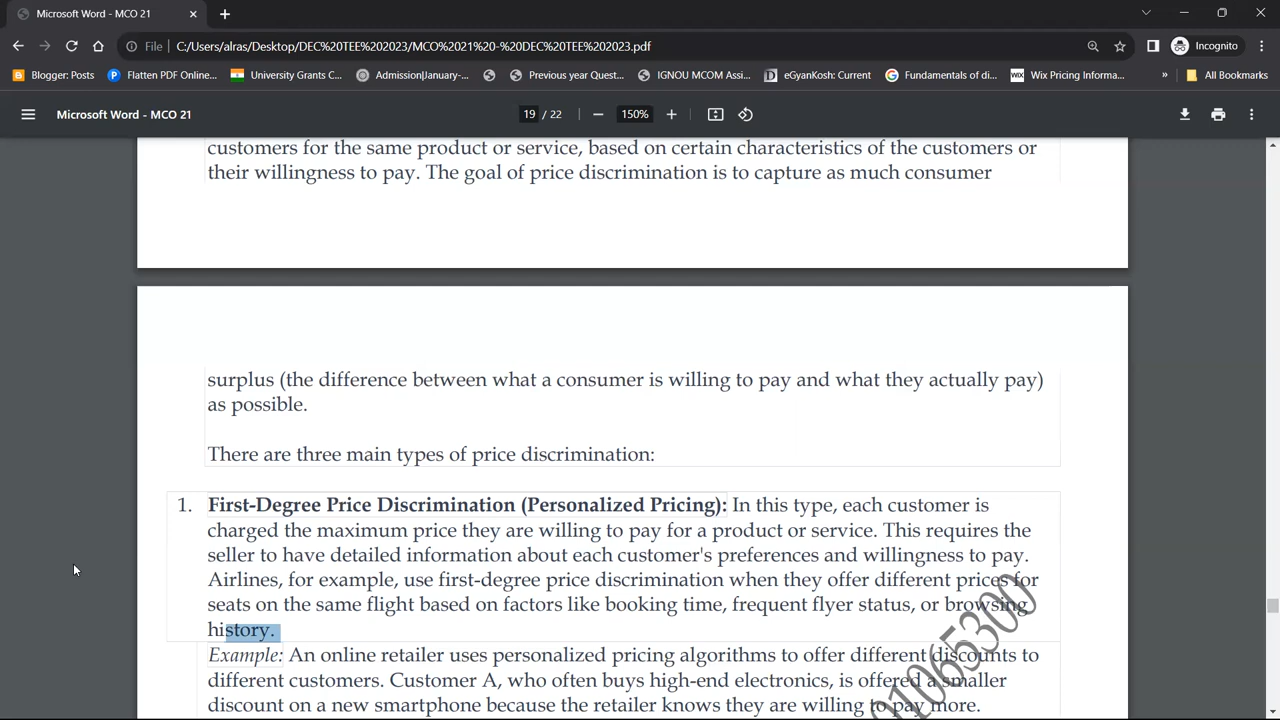 Microsoft Word - MCO 21
File
C:/Users/alras/Desktop/DEC%20TEE%202023/MCO%2021%20-%20DEC%20TEE%202023.pdf
Incognito
Blogger: Posts
Flatten PDF Online...
University Grants C...
Admission|January-...
Previous year Quest...
IGNOU MCOM Assi...
eGyanKosh: Current
Fundamentals of di...
WIX Wix Pricing Informa...
»
All Bookmarks
Microsoft Word - MCO 21
19 / 22
150%
customers for the same product or service, based on certain characteristics of the customers or
their willingness to pay. The goal of price discrimination is to capture as much consumer
surplus (the difference between what a consumer is willing to pay and what they actually pay)
as possible.
There are three main types of price discrimination:
1. First-Degree Price Discrimination (Personalized Pricing): In this type, each customer is
charged the maximum price they are willing to pay for a product or service. This requires the
seller to have detailed information about each customer's preferences and willingness to pay.
Airlines, for example, use first-degree price discrimination when they offer different prices for
seats on the same flight based on factors like booking time, frequent flyer status, or browsing
history.
Example: An online retailer uses personalized pricing algorithms to offer different discounts to
different customers. Customer A, who often buys high-end electronics, is offered a smaller
discount on a new smartphone because the retailer knows they are willing to pay more.